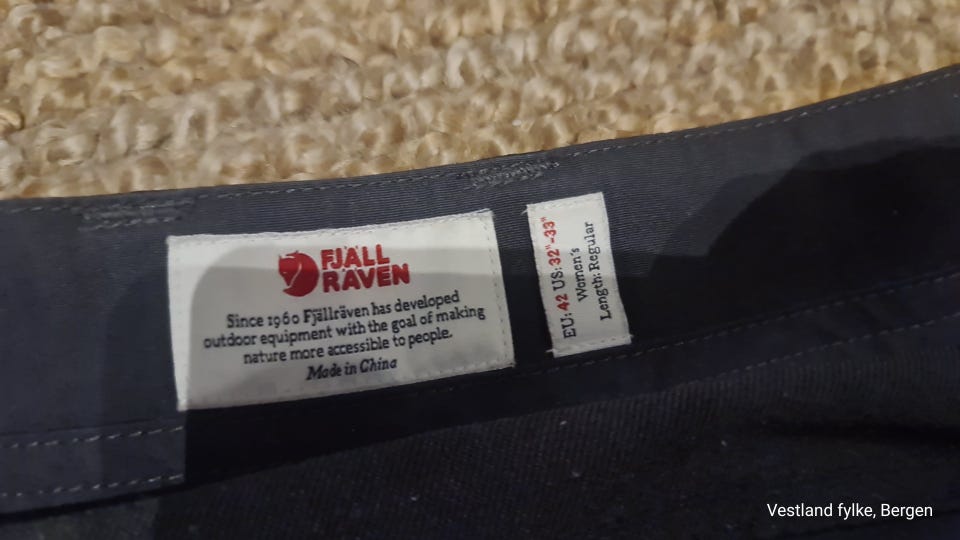 FJÄLL
RÄVEN
Since 1960 Fjällräven has developed
outdoor equipment with the goal of making
nature more accessible to people.
Made in China
EU: 42 US: 32"-33"
Women's
Length: Regular
Vestland fylke, Bergen